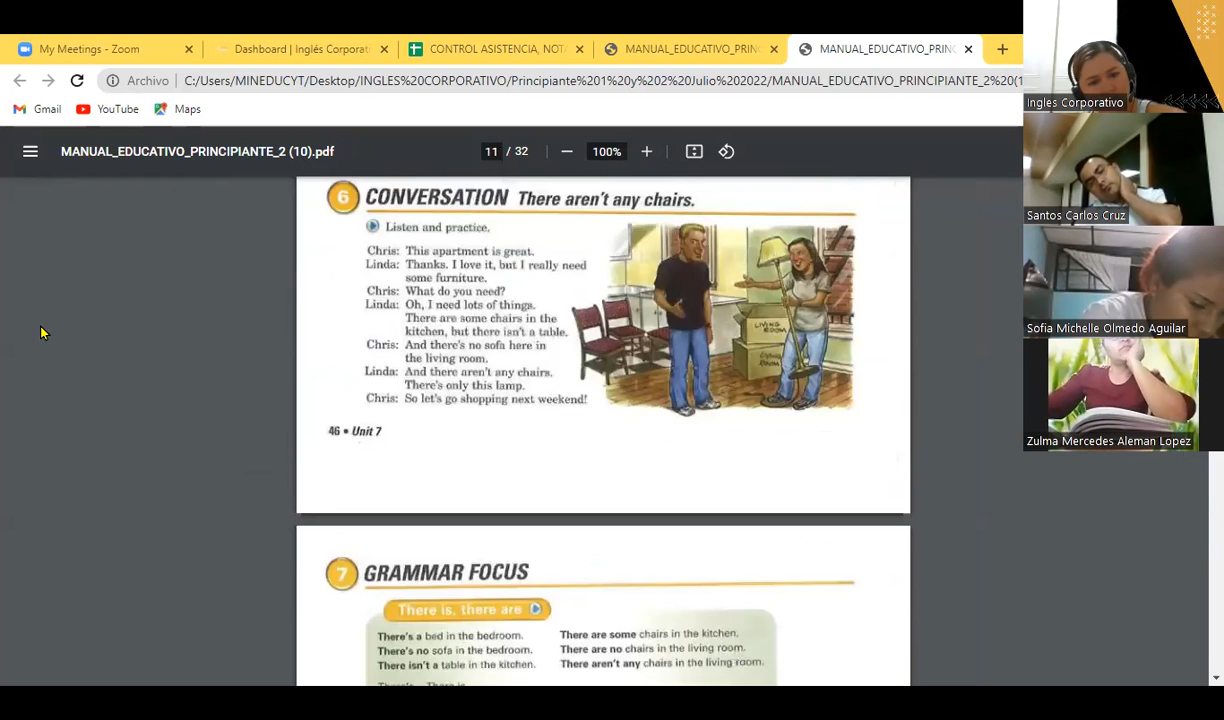 My Meetings - Zoom
Dashboard | Inglés Corporati
CONTROL ASISTENCIA, NOT
MANUAL_EDUCATIVO_PRIN
MANUAL_EDUCATIVO_PRIN
Archivo
C:/Users/MINEDUCYT/Desktop/INGLES%20CORPORATIVO/Principiante%201%20y%202%20Julio%202022/MANUAL_EDUCATIVO_PRINCIPIANTE_2%20(1
Gmail
YouTube
Maps
MANUAL_EDUCATIVO_PRINCIPIANTE_2 (10).pdf
11 / 32
100%
6 CONVERSATION There aren't any chairs.
Listen and practice.
Chris: This apartment is great.
Linda: Thanks. I love it, but I really need
some furniture.
Chris: What do you need?
Linda: Oh, I need lots of things.
There are some chairs in the
kitchen, but there isn't a table.
Chris: And there's no sofa here in
the living room.
Linda: And there aren't any chairs.
There's only this lamp.
Chris: So let's go shopping next weekend!
LIVING
ROOM
ROOM
46 • Unit 7
7 GRAMMAR FOCUS
There is, there are
There's a bed in the bedroom.
There's no sofa in the bedroom.
There isn't a table in the kitchen.
There are some chairs in the kitchen.
There are no chairs in the living room.
There aren't any chairs in the living room.
There's = There is
Ingles Corporativo
Santos Carlos Cruz
Sofia Michelle Olmedo Aguilar
Zulma Mercedes Aleman Lopez